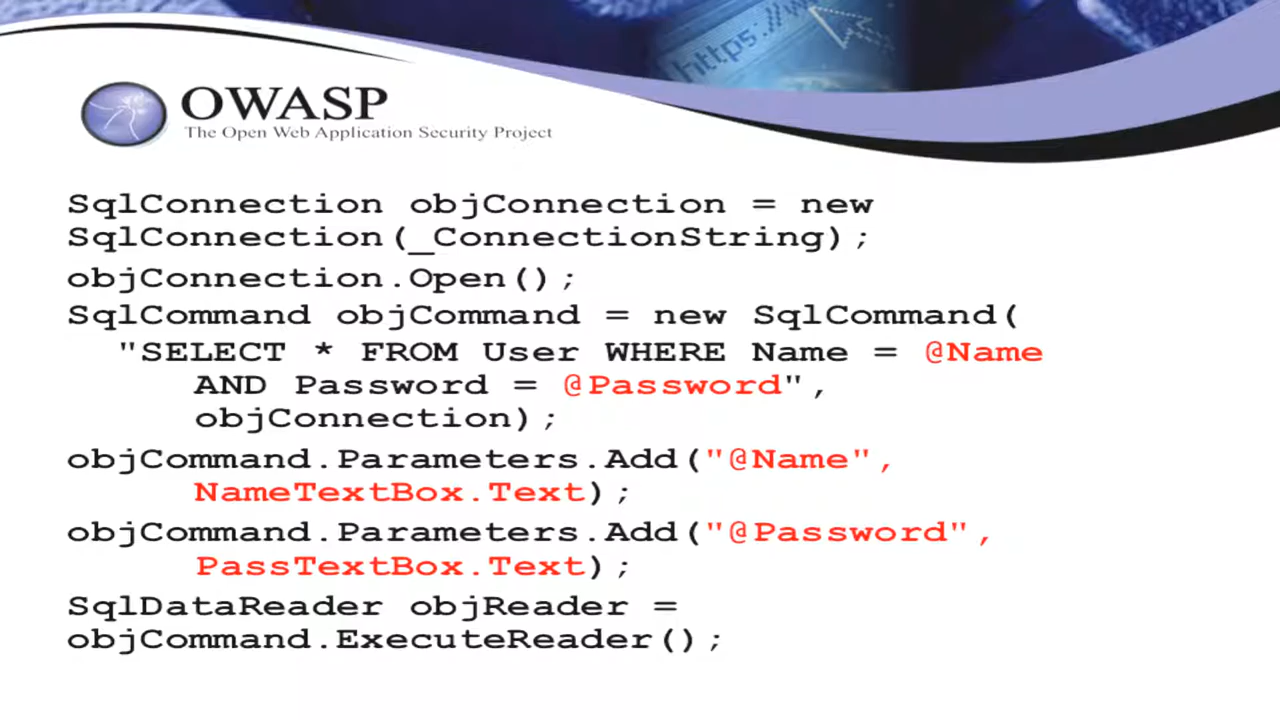 https://w
OWASP
The Open Web Application Security Project
SqlConnection objConnection = new
SqlConnection(_ConnectionString);
objConnection.Open();
SqlCommand objCommand = new SqlCommand(
"SELECT * FROM User WHERE Name = @Name
AND Password = @Password",
objConnection);
objCommand.Parameters.Add("@Name",
NameTextBox.Text);
objCommand.Parameters.Add("@Password",
PassTextBox.Text);
SqlDataReader objReader =
objCommand.ExecuteReader();